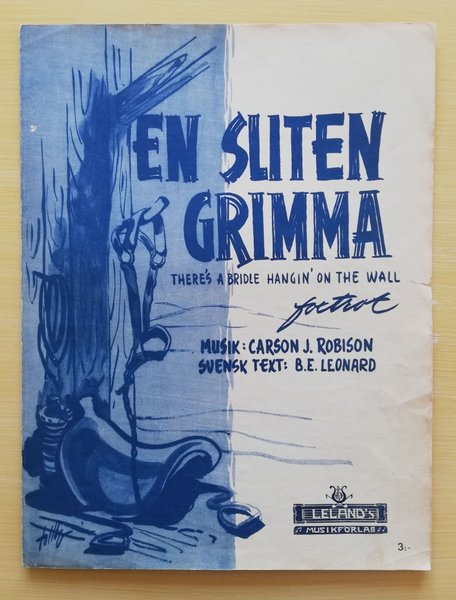 EN SLITEN
GRIMMA
THERE'S A BRIDLE HANGIN' ON THE WALL
foxtrot
MUSIK: CARSON J. ROBISON
SVENSK TEXT: B.E. LEONARD
LELAND'S
MUSIKFÖRLAG
3:-